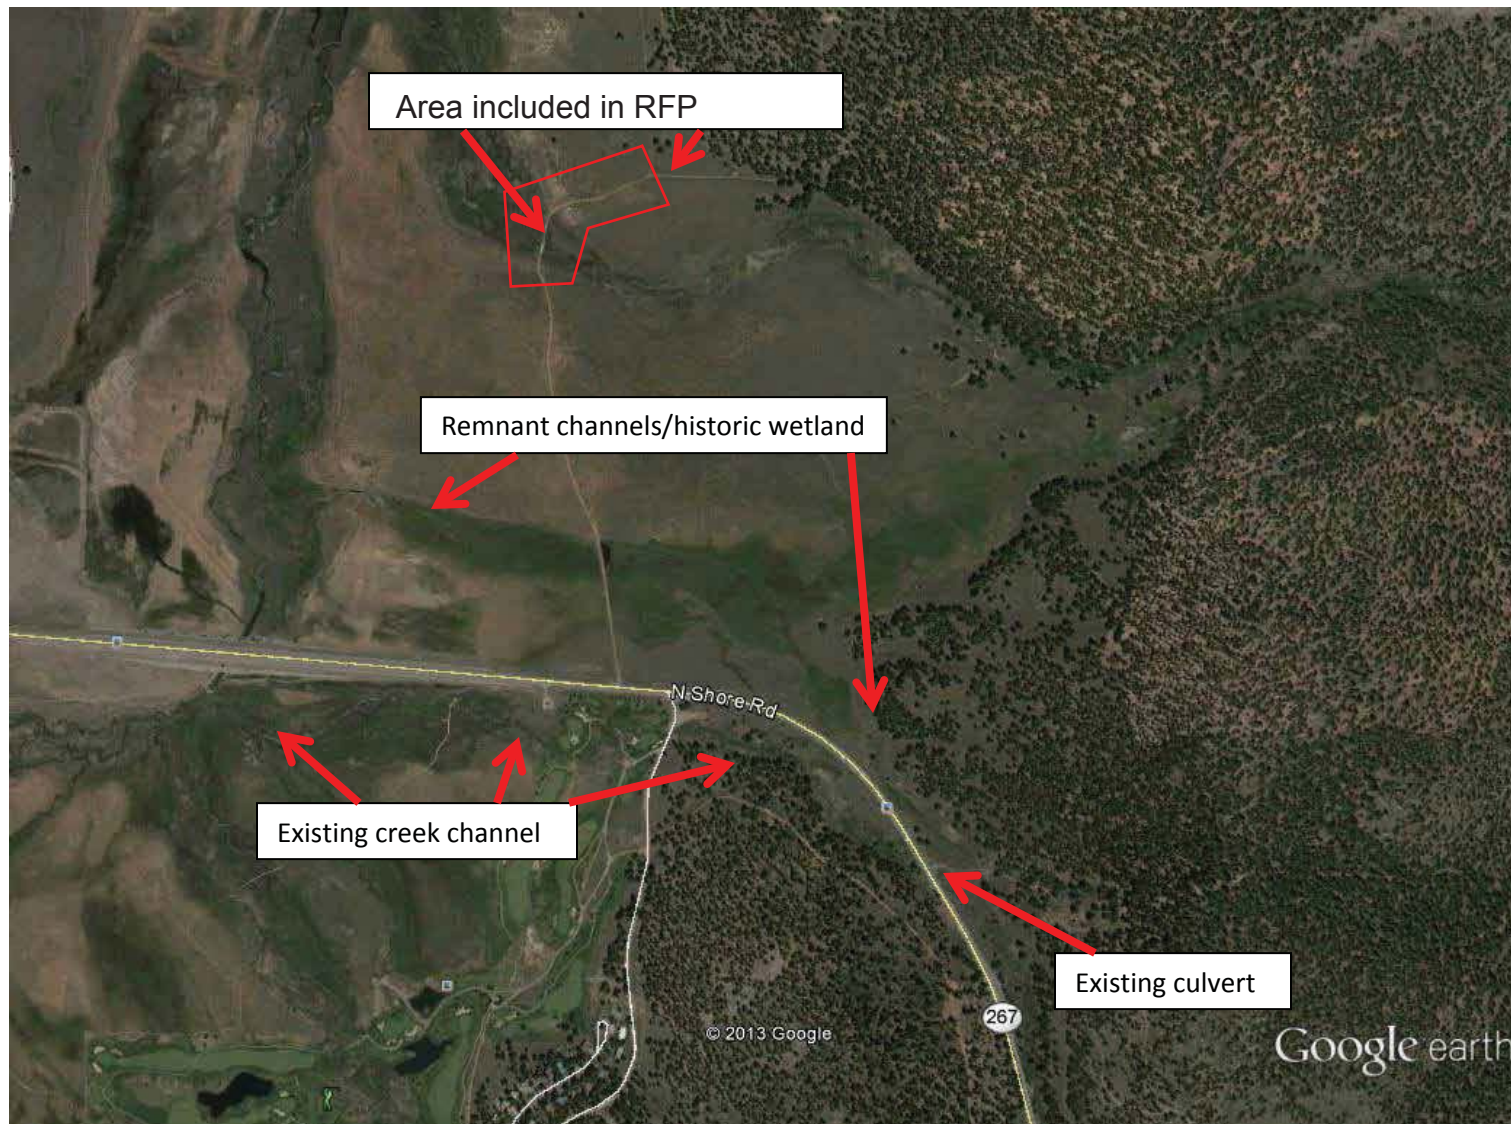 Area included in RFP
Remnant channels/historic wetland
N Shore Rd
Existing creek channel
Existing culvert
267
© 2013 Google
Google earth